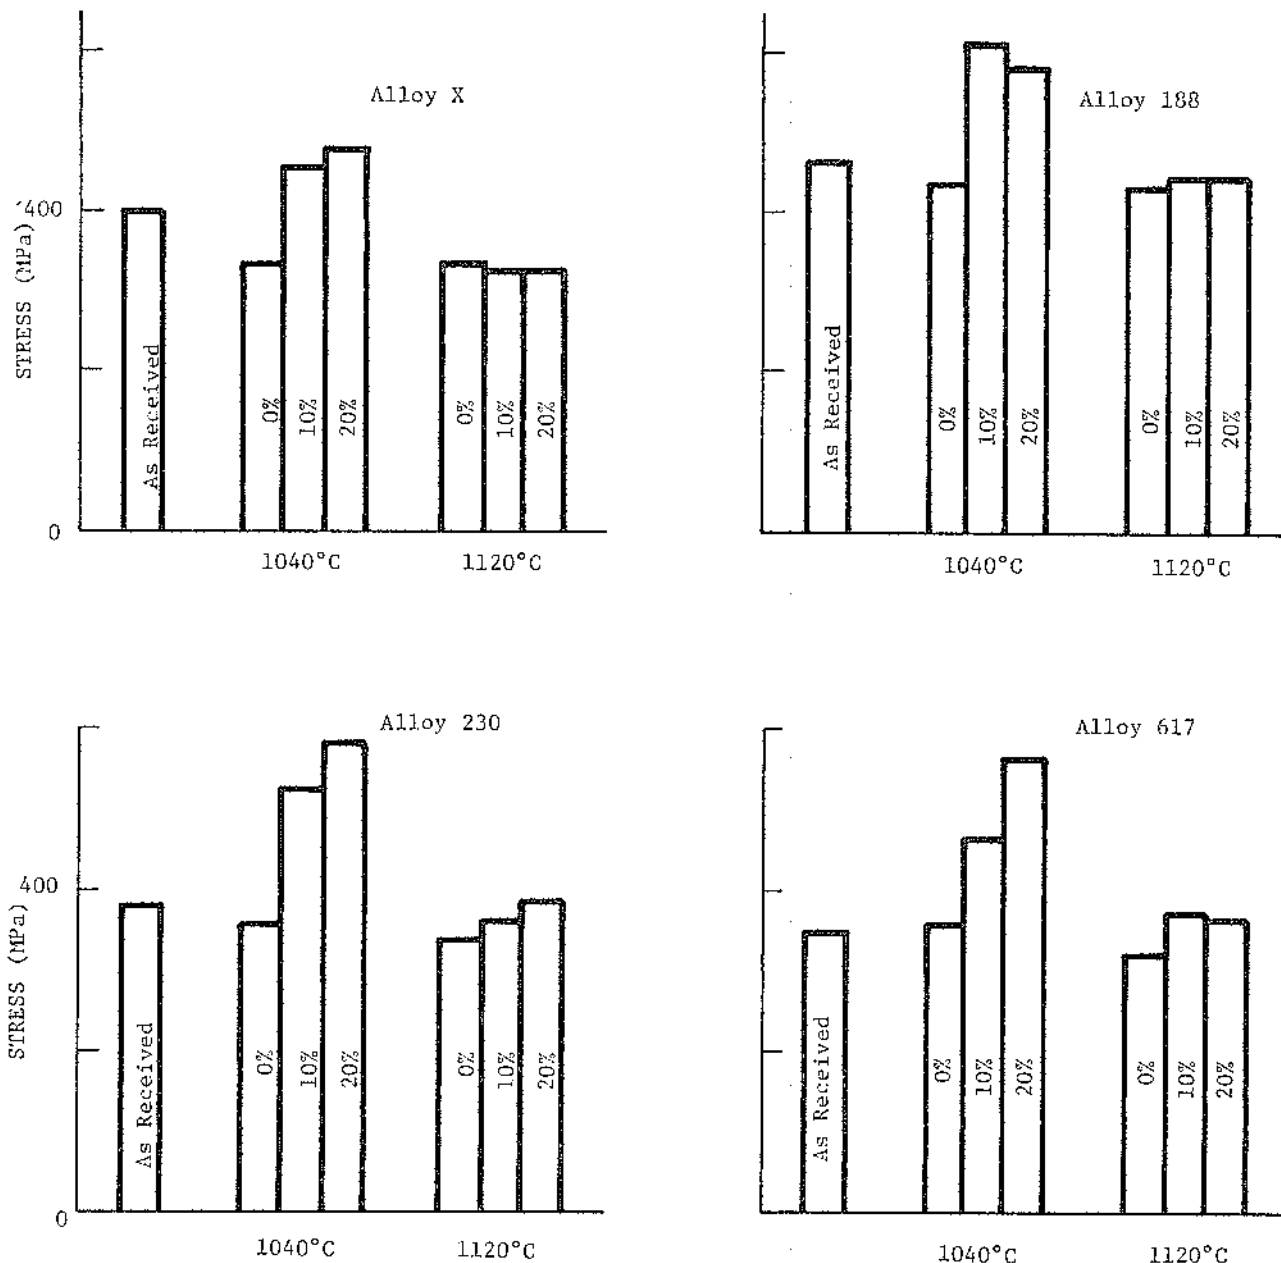 Alloy X
STRESS (MPa)
400
0
As Received
0%
10%
20%
0%
10%
20%
1040°C
1120°C
Alloy 188
As Received
0%
10%
20%
0%
10%
20%
1040°C
1120°C
Alloy 230
STRESS (MPa)
400
0
As Received
0%
10%
20%
0%
10%
20%
1040°C
1120°C
Alloy 617
As Received
0%
10%
20%
0%
10%
20%
1040°C
1120°C